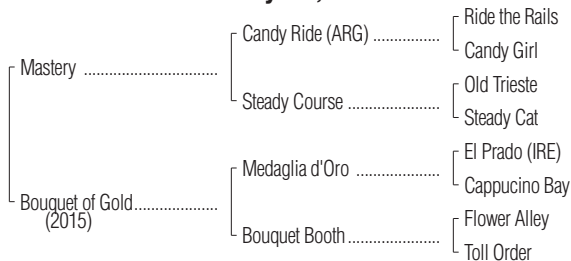 Ride the Rails
Candy Ride (ARG) ................
Candy Girl
Mastery ................................
Old Trieste
Steady Course .....................
Steady Cat
El Prado (IRE)
Medaglia d'Oro ....................
Cappucino Bay
Bouquet of Gold....................
(2015)
Flower Alley
Bouquet Booth ......................
Toll Order